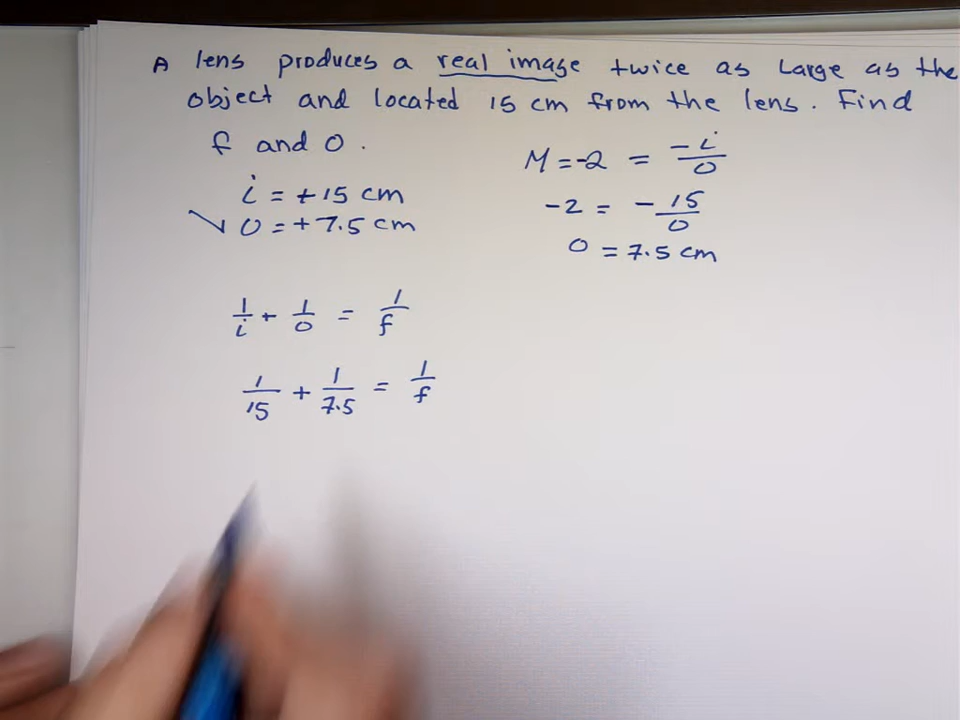 A lens produces a real image twice as large as the
object and located 15 cm from the lens. Find
f and o.
i = +15 cm
o = +7.5 cm
M = -2 = -i/o
-2 = -15/o
o = 7.5 cm
1/i + 1/o = 1/f
1/15 + 1/7.5 = 1/f